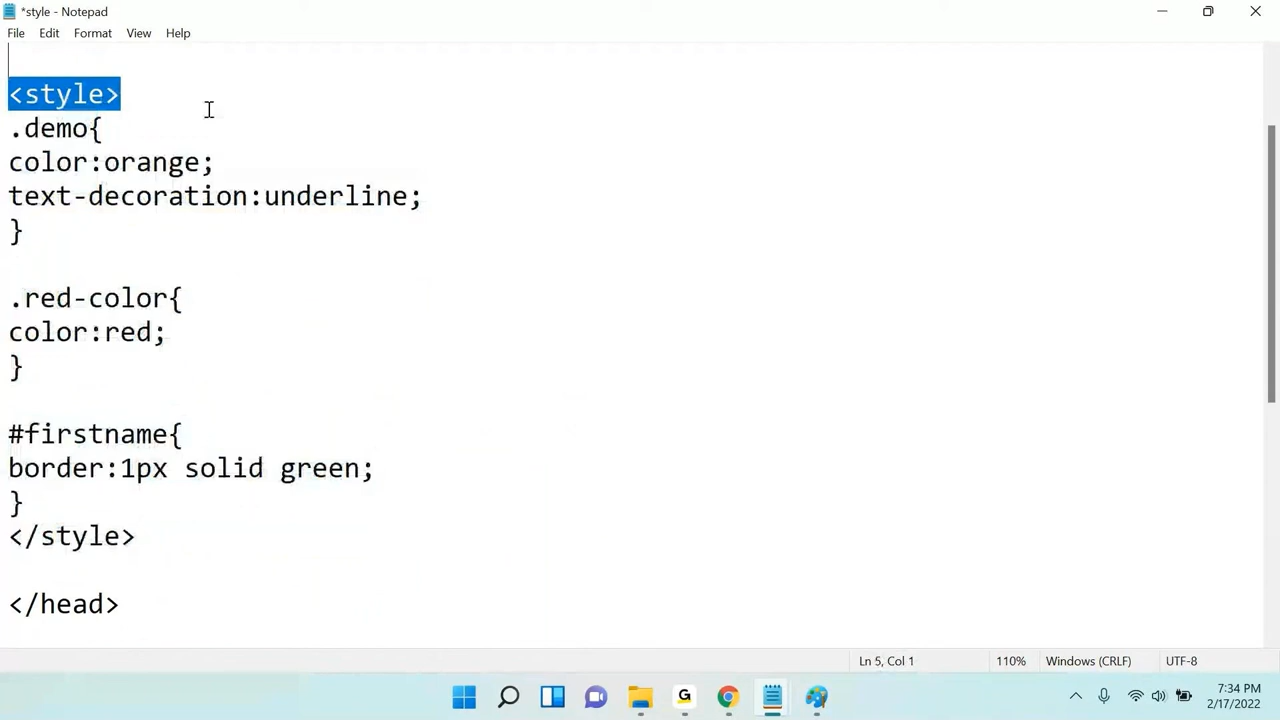 *style - Notepad
File Edit Format View Help
<style>
.demo{
color:orange;
text-decoration:underline;
}
.red-color{
color:red;
}
#firstname{
border:1px solid green;
}
</style>
</head>
Ln 5, Col 1 110% Windows (CRLF) UTF-8
G
7:34 PM
2/17/2022